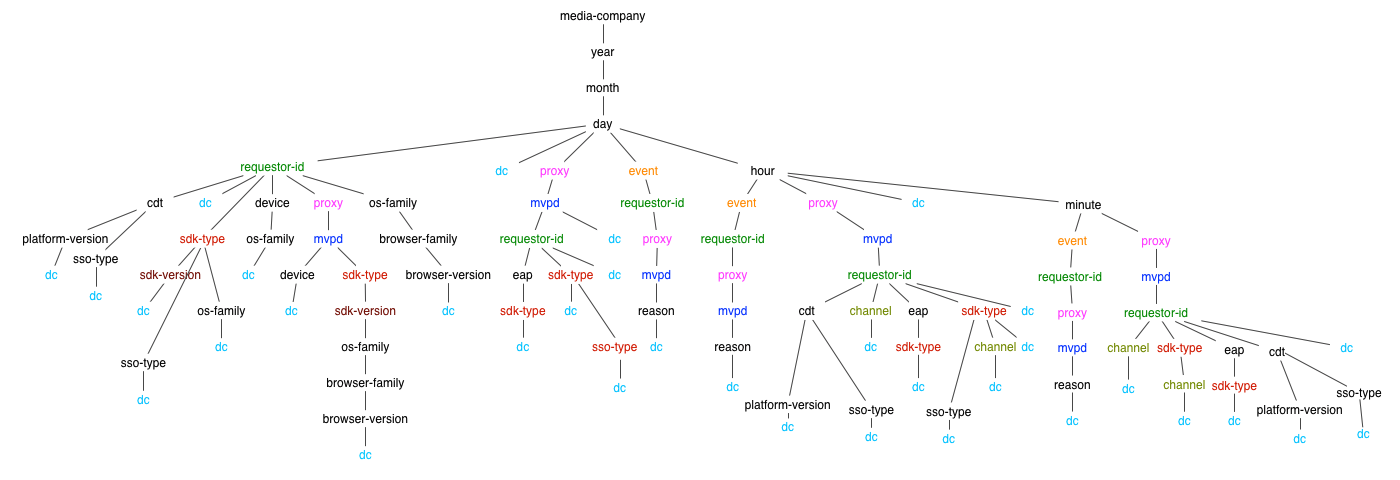 media-company
year
month
day
requestor-id
dc
proxy
event
hour
cdt
dc
device
proxy
os-family
mvpd
requestor-id
event
proxy
dc
minute
platform-version
sdk-type
os-family
mvpd
browser-family
requestor-id
dc
proxy
requestor-id
mvpd
event
proxy
sso-type
dc
sdk-version
dc
device
sdk-type
browser-version
eap
sdk-type
dc
mvpd
proxy
requestor-id
requestor-id
mvpd
dc
dc
os-family
dc
sdk-version
dc
sdk-type
dc
reason
mvpd
cdt
channel
eap
sdk-type
dc
proxy
requestor-id
dc
os-family
dc
sso-type
dc
reason
dc
sdk-type
channel
dc
mvpd
channel
sdk-type
eap
cdt
dc
sso-type
browser-family
dc
dc
dc
dc
reason
dc
channel
sdk-type
sso-type
dc
browser-version
platform-version
sso-type
sso-type
platform-version
dc
dc
dc
dc
dc
dc
dc
dc
dc
dc